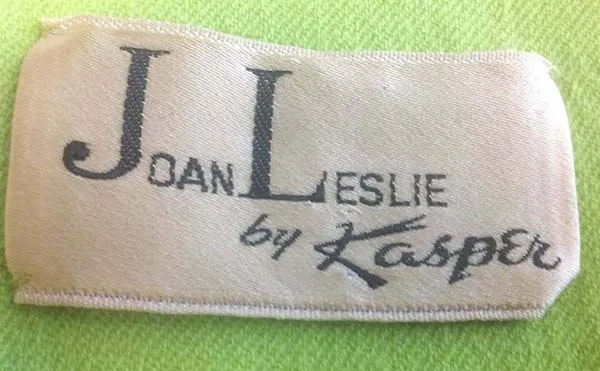 JOAN LESLIE
by Kasper